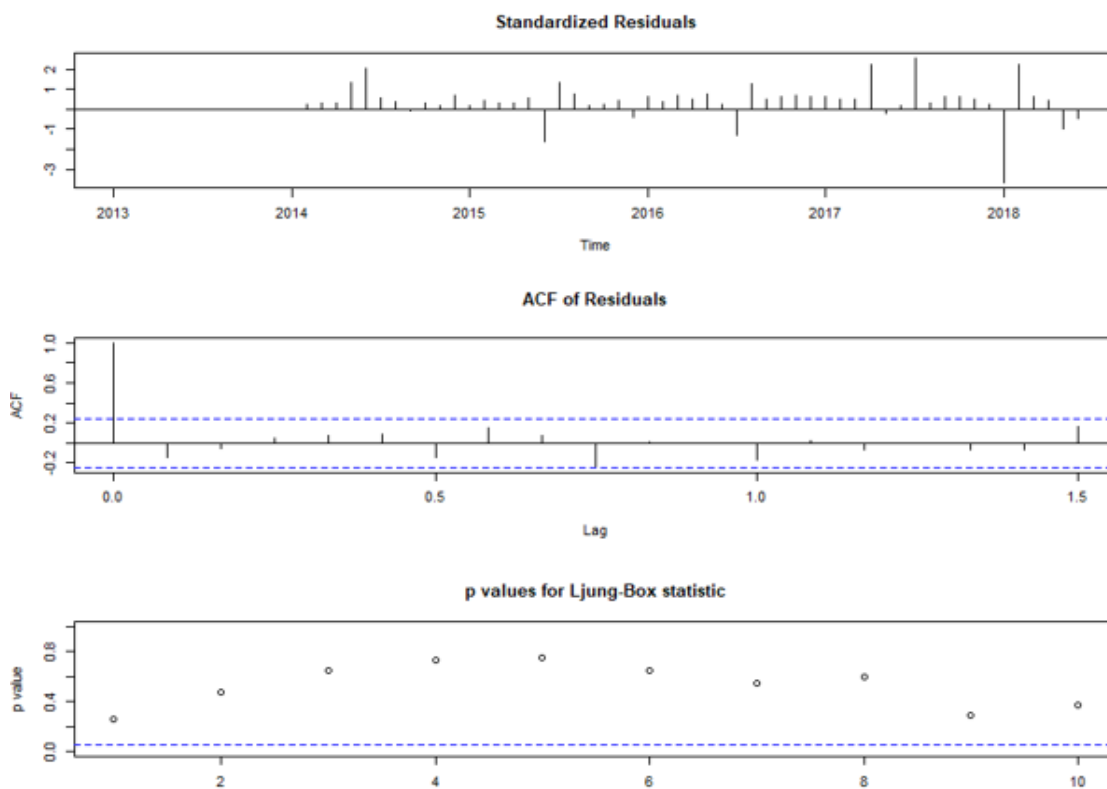 Standardized Residuals
2
-1
-3
2013 2014 2015 2016 2017 2018
Time
ACF of Residuals
1.0
0.6
0.2
-0.2
ACF
0.0 0.5 1.0 1.5
Lag
p values for Ljung-Box statistic
0.8
0.4
0.0
p value
2 4 6 8 10